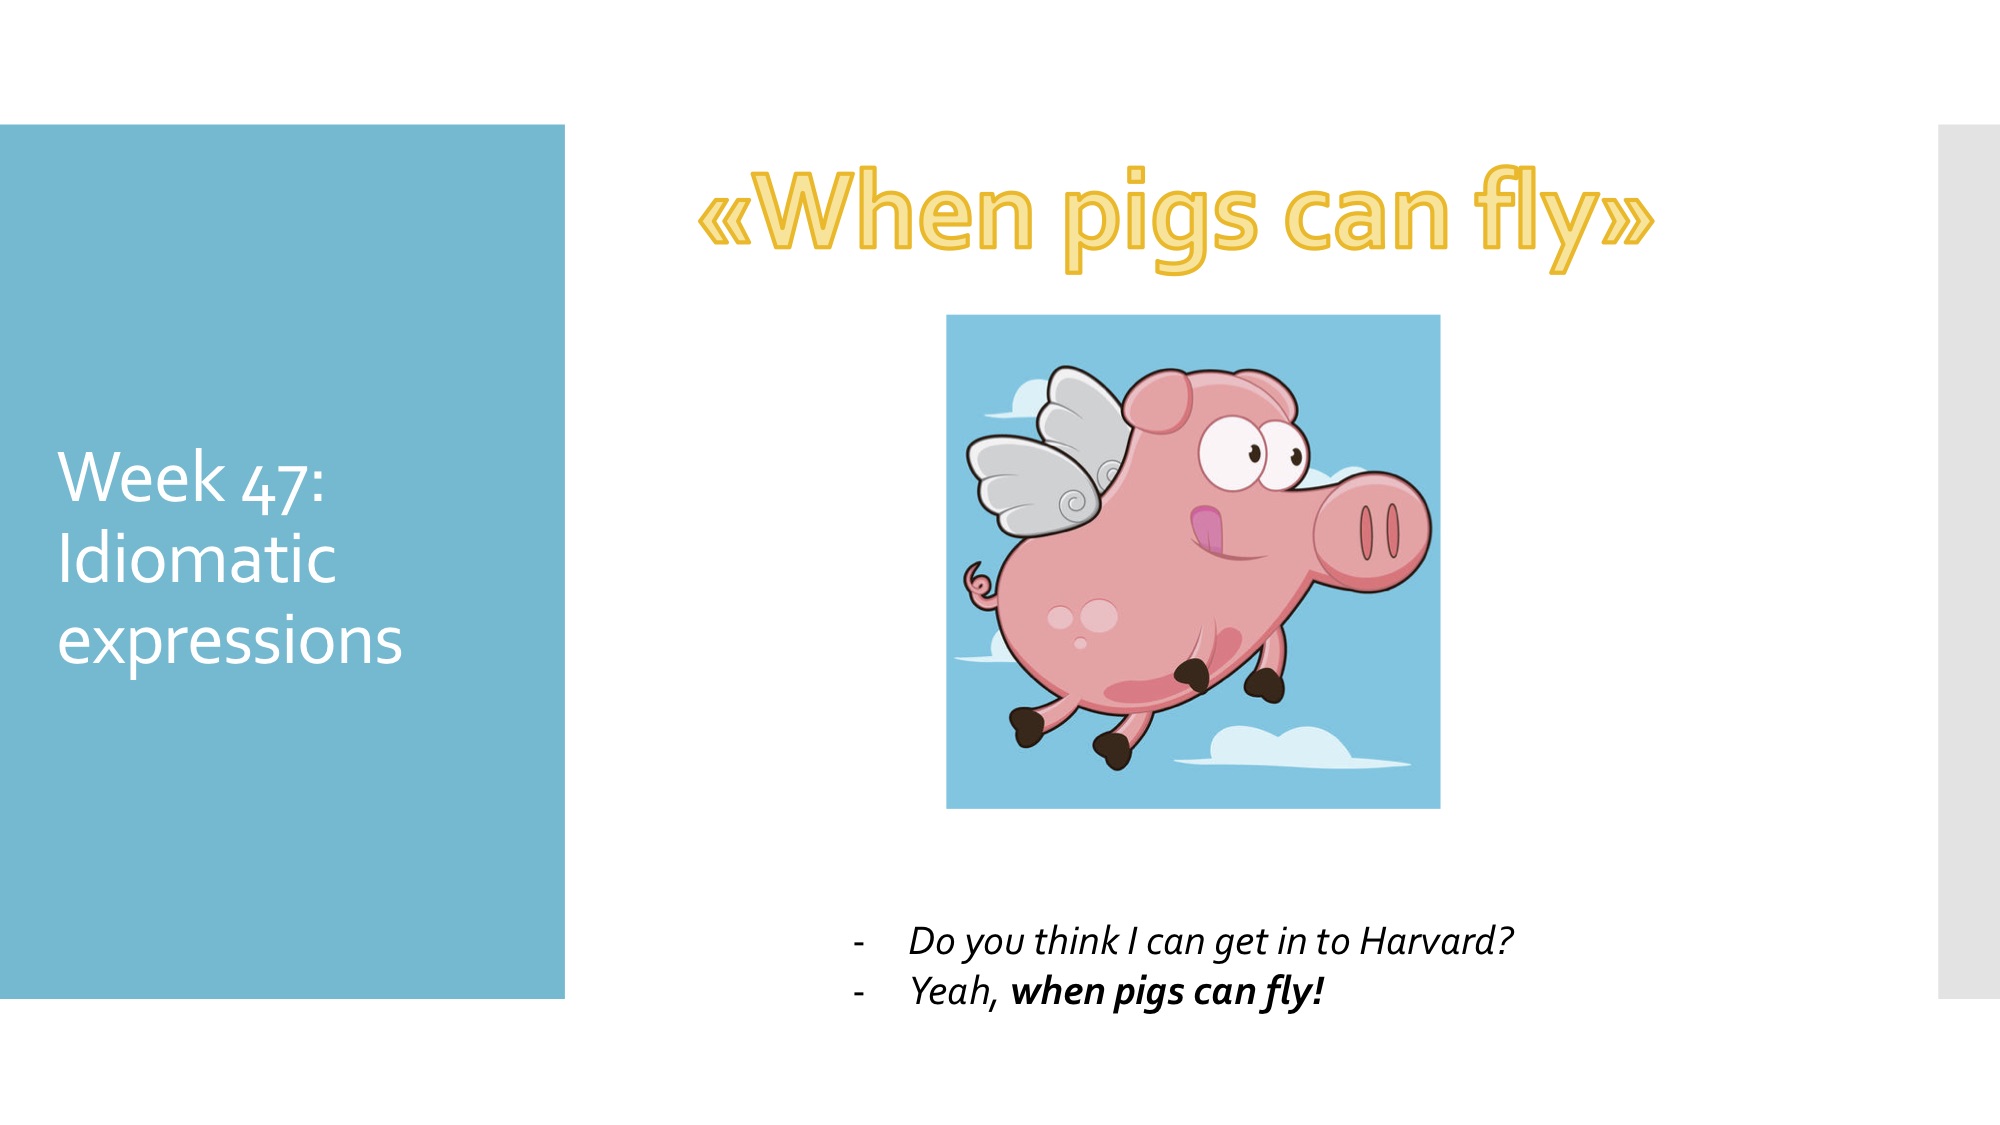 Week 47:
Idiomatic
expressions
«When pigs can fly»
- Do you think I can get in to Harvard?
- Yeah, when pigs can fly!